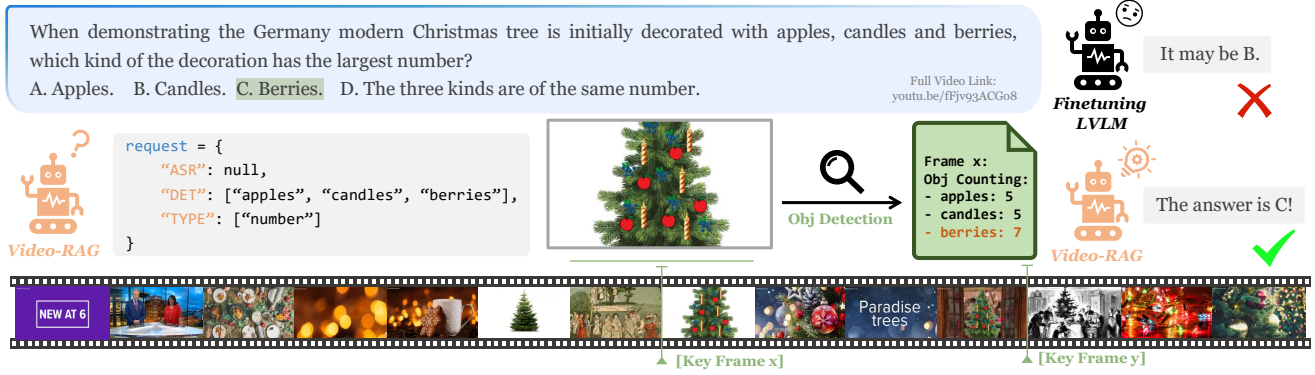 When demonstrating the Germany modern Christmas tree is initially decorated with apples, candles and berries,
which kind of the decoration has the largest number?
A. Apples. B. Candles. C. Berries. D. The three kinds are of the same number.
Full Video Link:
youtu.be/fFjv93ACGo8
Finetuning
LVLM
It may be B.
?
Video-RAG
request = {
“ASR”: null,
“DET”: [“apples”, “candles”, “berries”],
“TYPE”: [“number”]
}
Obj Detection
Frame x:
Obj Counting:
- apples: 5
- candles: 5
- berries: 7
Video-RAG
The answer is C!
NEW AT 6
Paradise
trees
[Key Frame x]
[Key Frame y]